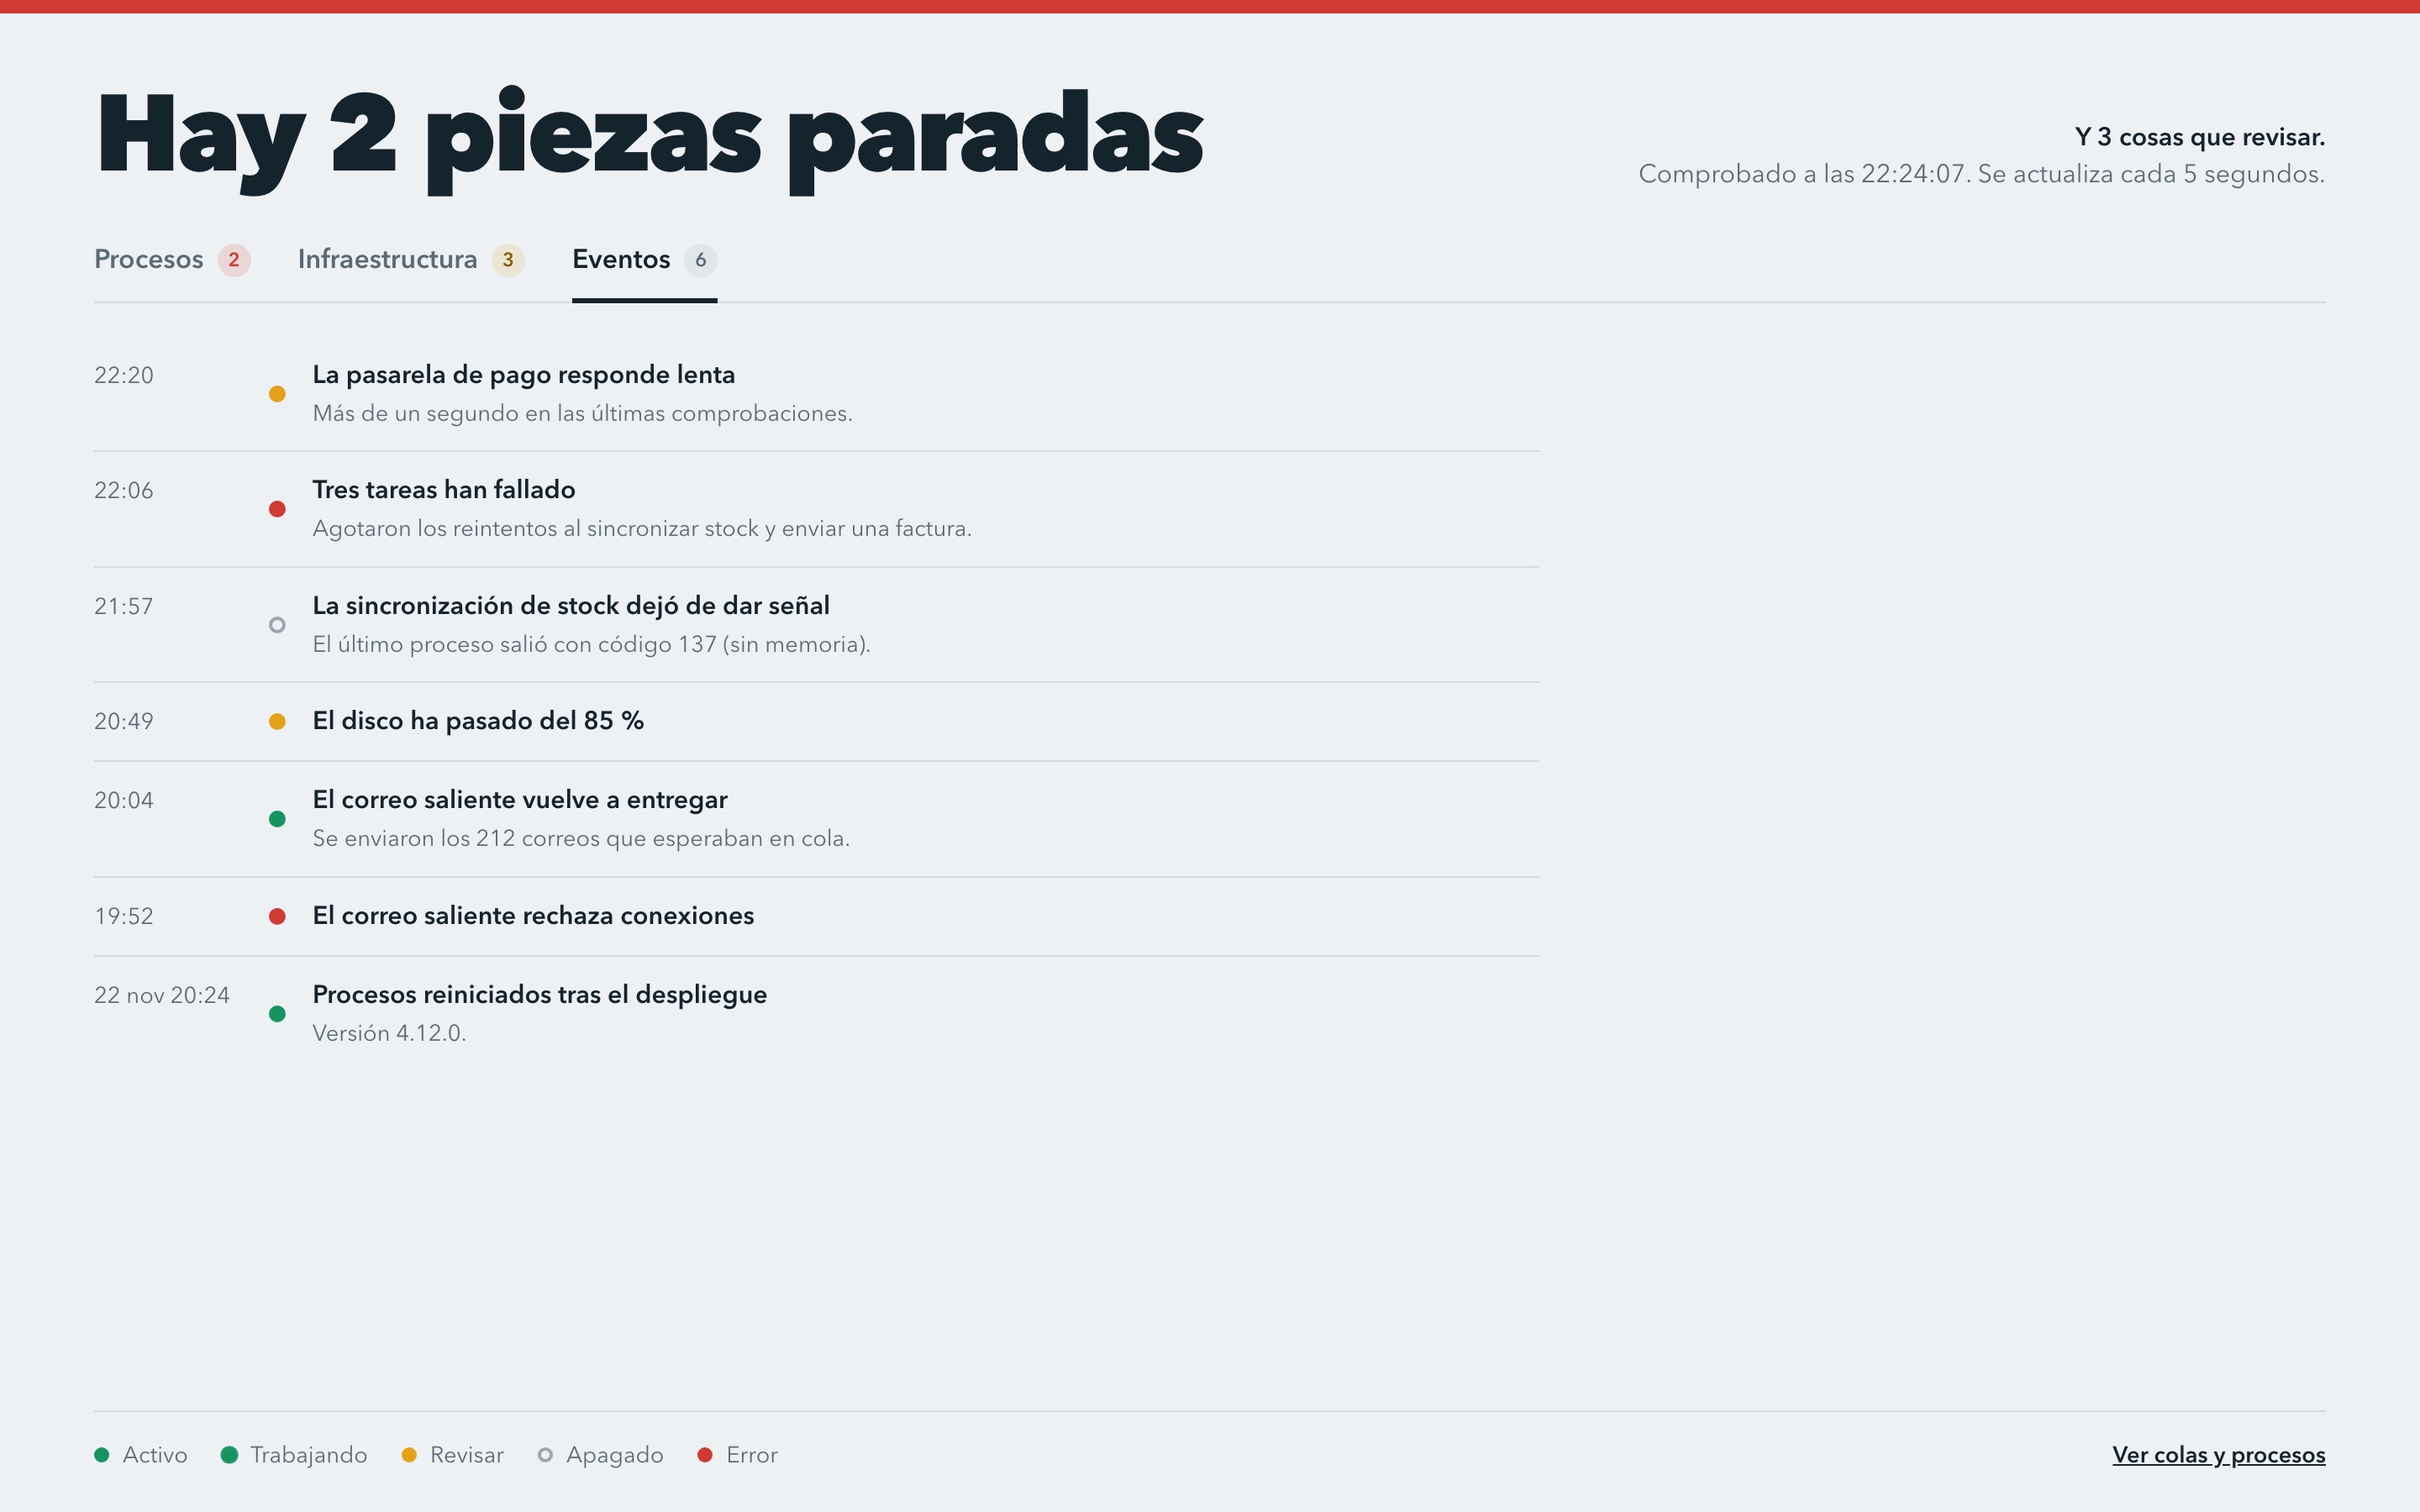 Hay 2 piezas paradas
Y 3 cosas que revisar.
Comprobado a las 22:24:07. Se actualiza cada 5 segundos.
Procesos 2 Infraestructura 3 Eventos 6
22:20 La pasarela de pago responde lenta
Más de un segundo en las últimas comprobaciones.
22:06 Tres tareas han fallado
Agotaron los reintentos al sincronizar stock y enviar una factura.
21:57 La sincronización de stock dejó de dar señal
El último proceso salió con código 137 (sin memoria).
20:49 El disco ha pasado del 85 %
20:04 El correo saliente vuelve a entregar
Se enviaron los 212 correos que esperaban en cola.
19:52 El correo saliente rechaza conexiones
22 nov 20:24 Procesos reiniciados tras el despliegue
Versión 4.12.0.
Activo Trabajando Revisar Apagado Error Ver colas y procesos